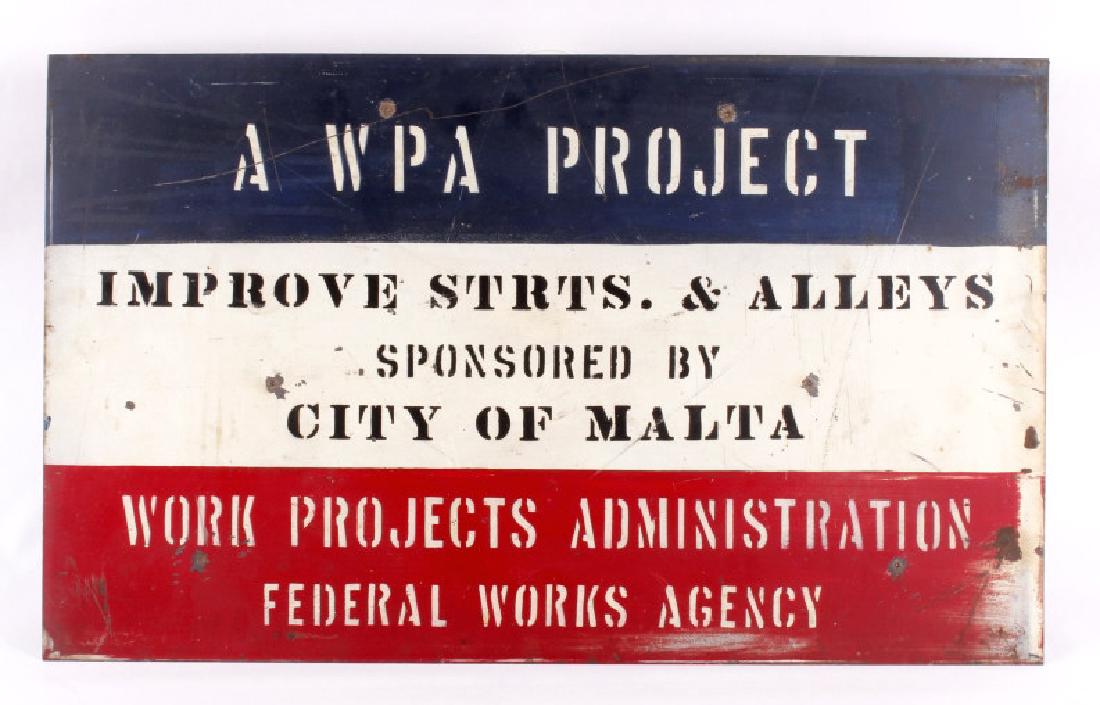 A WPA PROJECT
IMPROVE STRTS. & ALLEYS
SPONSORED BY
CITY OF MALTA
WORK PROJECTS ADMINISTRATION
FEDERAL WORKS AGENCY